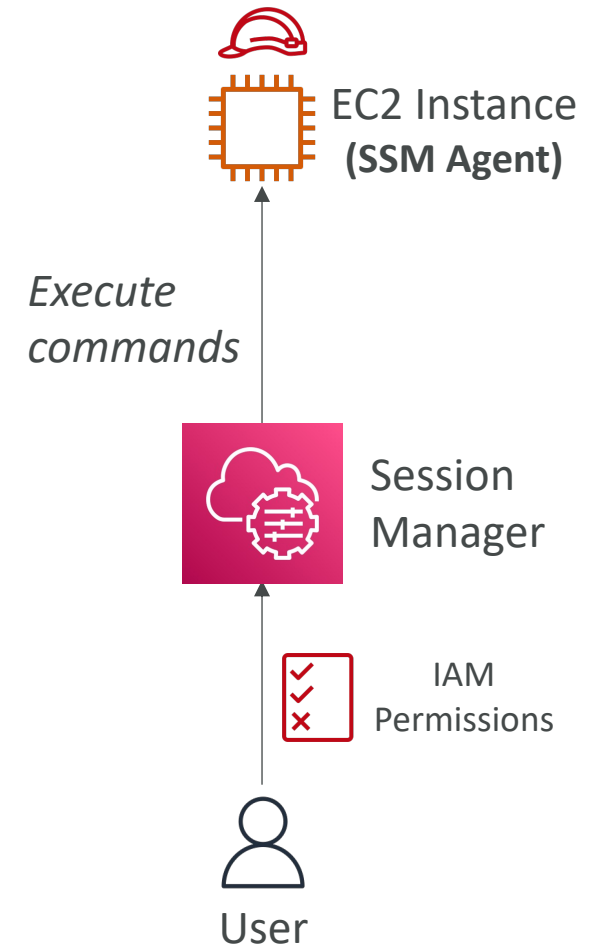 EC2 Instance
(SSM Agent)
Execute
commands
Session
Manager
IAM
Permissions
User